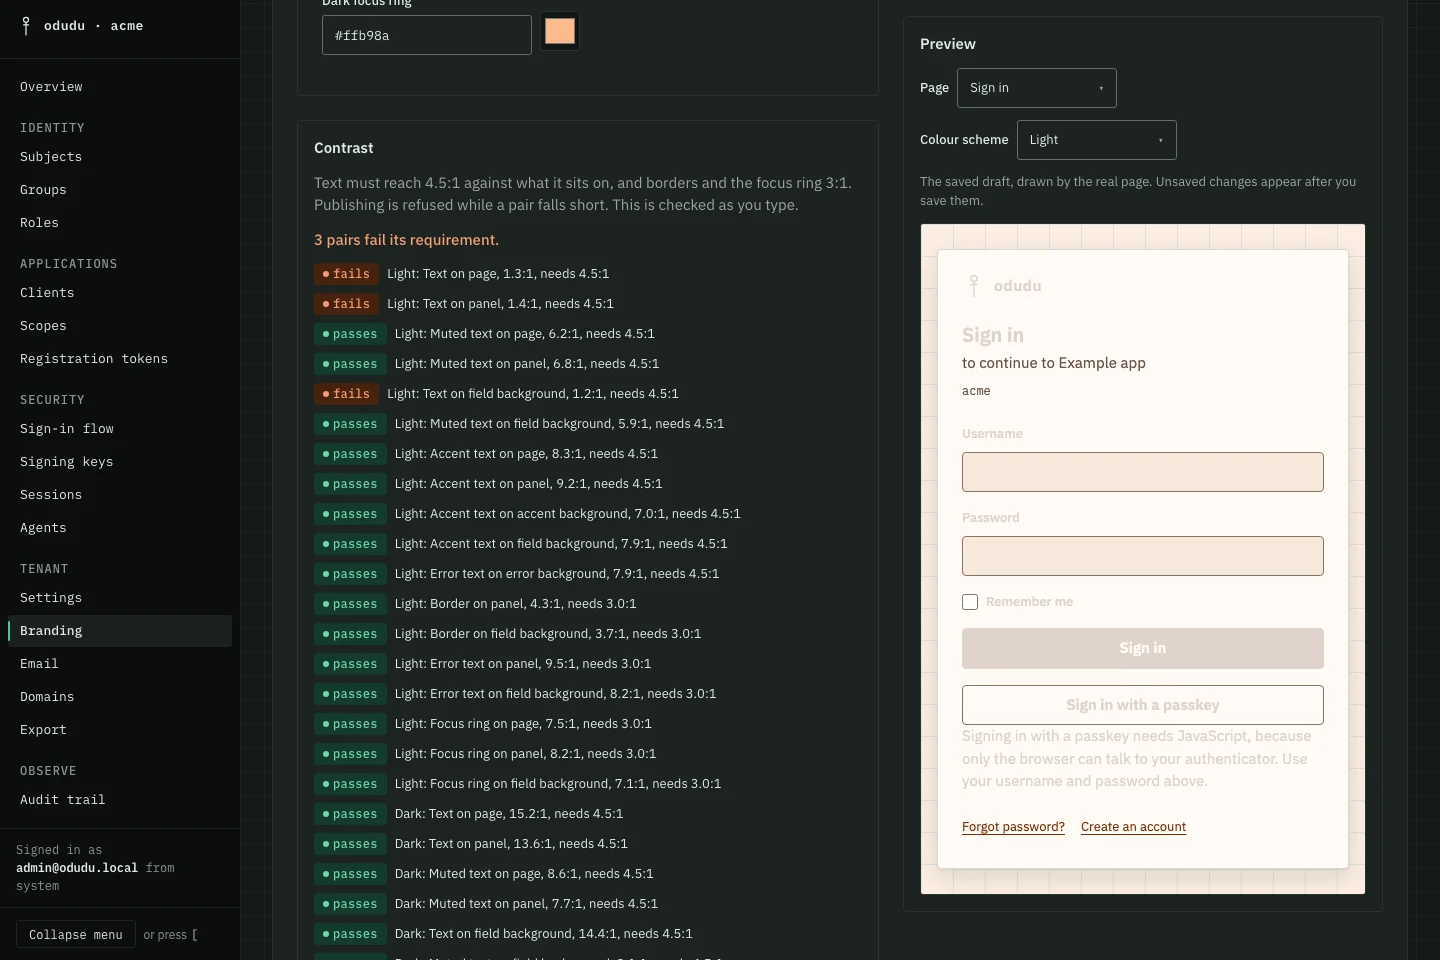 odudu · acme
Overview
IDENTITY
Subjects
Groups
Roles
APPLICATIONS
Clients
Scopes
Registration tokens
SECURITY
Sign-in flow
Signing keys
Sessions
Agents
TENANT
Settings
Branding
Email
Domains
Export
OBSERVE
Audit trail
Signed in as
admin@odudu.local from
system
Collapse menu or press [
Dark focus ring
#ffb98a
Contrast
Text must reach 4.5:1 against what it sits on, and borders and the focus ring 3:1.
Publishing is refused while a pair falls short. This is checked as you type.
3 pairs fail its requirement.
fails Light: Text on page, 1.3:1, needs 4.5:1
fails Light: Text on panel, 1.4:1, needs 4.5:1
passes Light: Muted text on page, 6.2:1, needs 4.5:1
passes Light: Muted text on panel, 6.8:1, needs 4.5:1
fails Light: Text on field background, 1.2:1, needs 4.5:1
passes Light: Muted text on field background, 5.9:1, needs 4.5:1
passes Light: Accent text on page, 8.3:1, needs 4.5:1
passes Light: Accent text on panel, 9.2:1, needs 4.5:1
passes Light: Accent text on accent background, 7.0:1, needs 4.5:1
passes Light: Accent text on field background, 7.9:1, needs 4.5:1
passes Light: Error text on error background, 7.9:1, needs 4.5:1
passes Light: Border on panel, 4.3:1, needs 3.0:1
passes Light: Border on field background, 3.7:1, needs 3.0:1
passes Light: Error text on panel, 9.5:1, needs 3.0:1
passes Light: Error text on field background, 8.2:1, needs 3.0:1
passes Light: Focus ring on page, 7.5:1, needs 3.0:1
passes Light: Focus ring on panel, 8.2:1, needs 3.0:1
passes Light: Focus ring on field background, 7.1:1, needs 3.0:1
passes Dark: Text on page, 15.2:1, needs 4.5:1
passes Dark: Text on panel, 13.6:1, needs 4.5:1
passes Dark: Muted text on page, 8.6:1, needs 4.5:1
passes Dark: Muted text on panel, 7.7:1, needs 4.5:1
passes Dark: Text on field background, 14.4:1, needs 4.5:1
Preview
Page Sign in
Colour scheme Light
The saved draft, drawn by the real page. Unsaved changes appear after you
save them.
odudu
Sign in
to continue to Example app
acme
Username
Password
Remember me
Sign in
Sign in with a passkey
Signing in with a passkey needs JavaScript, because
only the browser can talk to your authenticator. Use
your username and password above.
Forgot password? Create an account